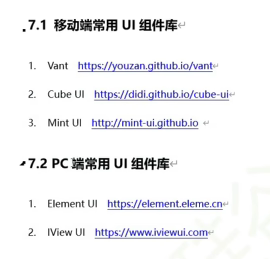 7.1 移动端常用 UI 组件库
1. Vant https://youzan.github.io/vant
2. Cube UI https://didi.github.io/cube-ui
3. Mint UI http://mint-ui.github.io
7.2 PC 端常用 UI 组件库
1. Element UI https://element.eleme.cn
2. IView UI https://www.iviewui.com